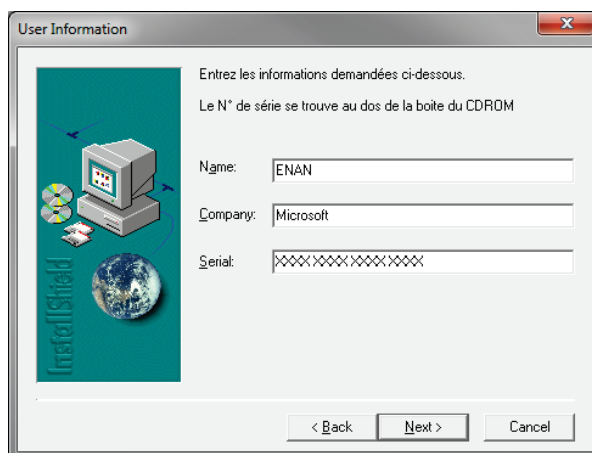 User Information
Entrez les informations demandées ci-dessous.
Le N° de série se trouve au dos de la boite du CDROM
Name: ENAN
Company: Microsoft
Serial: XXXX XXXX XXXX XXXX
InstallShield
< Back Next > Cancel